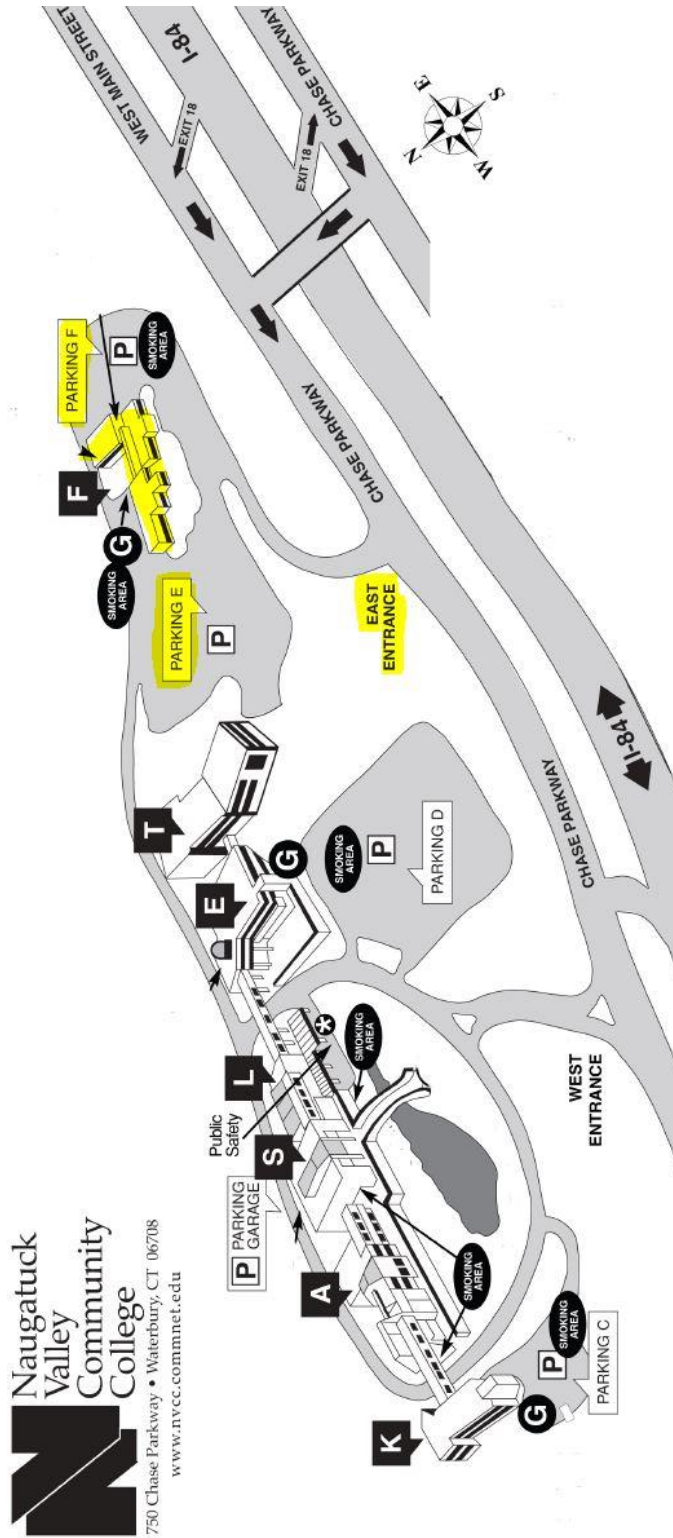 Naugatuck
Valley
Community
College
750 Chase Parkway • Waterbury, CT 06708
www.nvcc.commnet.edu
K
A
S
L
E
T
F
P PARKING
GARAGE
Public
Safety
*
SMOKING
AREA
SMOKING
AREA
G
P
SMOKING
AREA
PARKING C
WEST
ENTRANCE
G
SMOKING
AREA
P
PARKING D
PARKING E
P
SMOKING
AREA
G
PARKING F
P
SMOKING
AREA
EAST
ENTRANCE
CHASE PARKWAY
CHASE PARKWAY
I-84
WEST MAIN STREET
EXIT 18
I-84
EXIT 18
CHASE PARKWAY
N
E
S
W